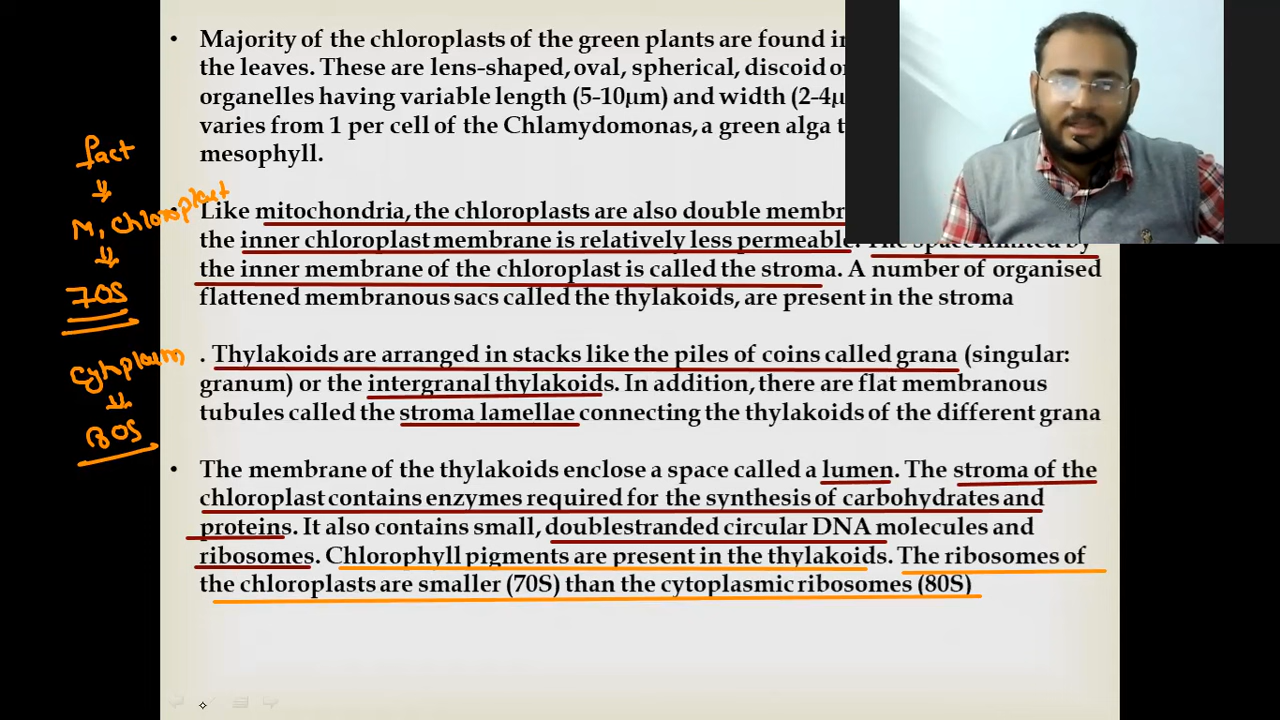 • Majority of the chloroplasts of the green plants are found in
the leaves. These are lens-shaped, oval, spherical, discoid or
organelles having variable length (5-10µm) and width (2-4µ
varies from 1 per cell of the Chlamydomonas, a green alga t
mesophyll.
fact
M, Chloroplast
70S
Cytoplasm
80S
• Like mitochondria, the chloroplasts are also double membr
the inner chloroplast membrane is relatively less permeable. The space limited by
the inner membrane of the chloroplast is called the stroma. A number of organised
flattened membranous sacs called the thylakoids, are present in the stroma
. Thylakoids are arranged in stacks like the piles of coins called grana (singular:
granum) or the intergranal thylakoids. In addition, there are flat membranous
tubules called the stroma lamellae connecting the thylakoids of the different grana
• The membrane of the thylakoids enclose a space called a lumen. The stroma of the
chloroplast contains enzymes required for the synthesis of carbohydrates and
proteins. It also contains small, doublestranded circular DNA molecules and
ribosomes. Chlorophyll pigments are present in the thylakoids. The ribosomes of
the chloroplasts are smaller (70S) than the cytoplasmic ribosomes (80S)